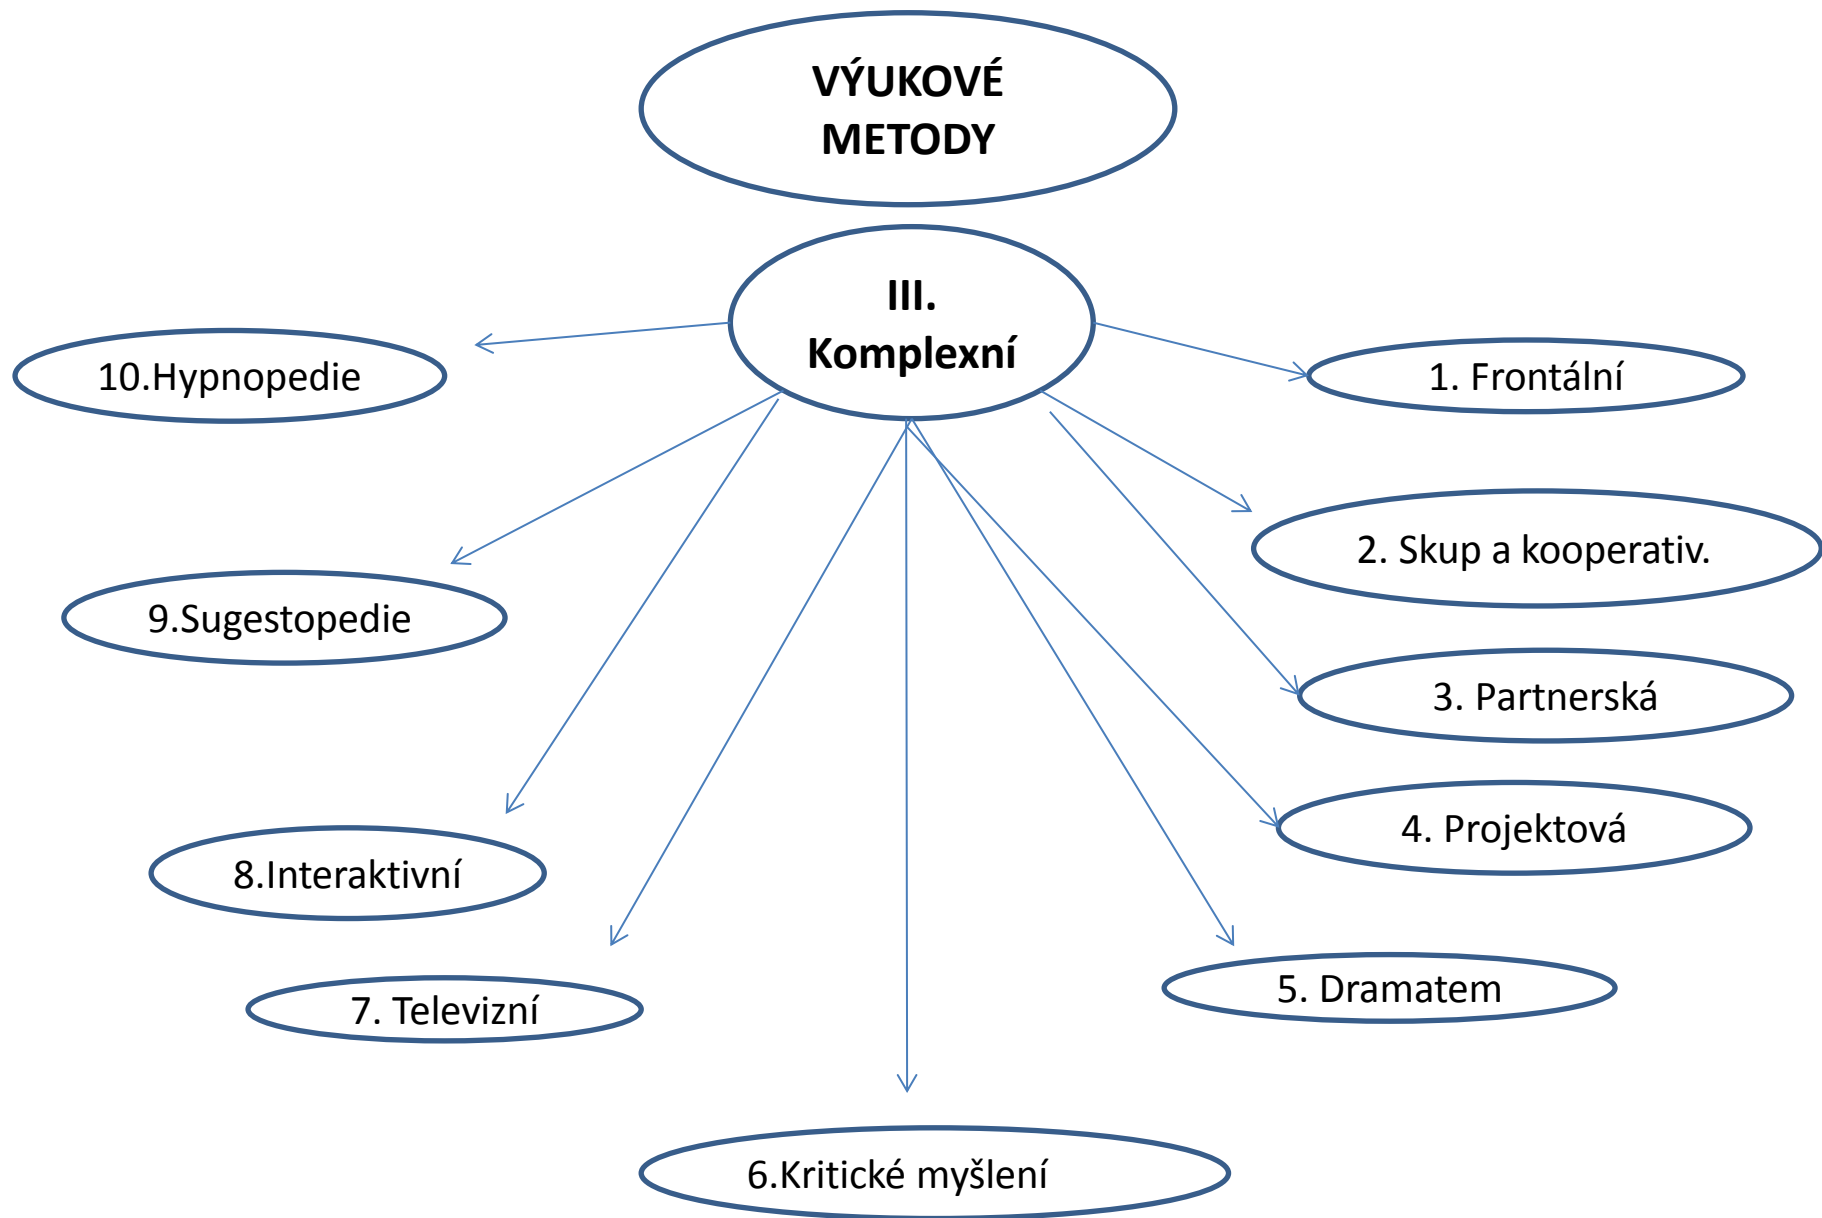 VÝUKOVÉ
METODY
III.
Komplexní
1. Frontální
2. Skup a kooperativ.
3. Partnerská
4. Projektová
5. Dramatem
6.Kritické myšlení
7. Televizní
8.Interaktivní
9.Sugestopedie
10.Hypnopedie